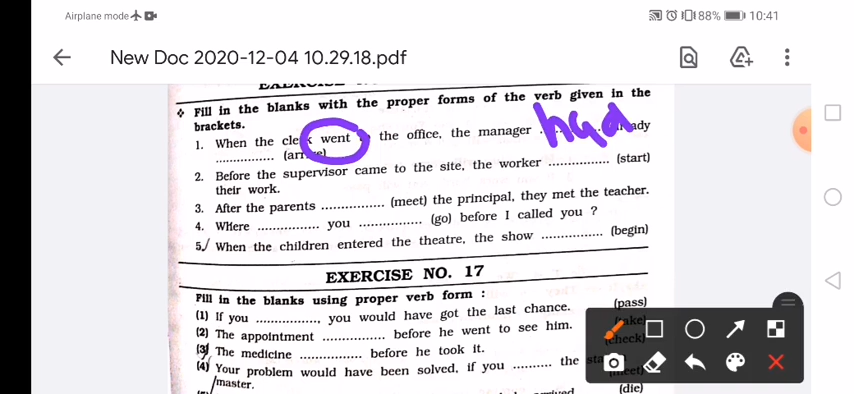 Airplane mode 88% 10:41
New Doc 2020-12-04 10.29.18.pdf
❖ Fill in the blanks with the proper forms of the verb given in the
brackets.
1. When the went the office, the manager had
............... (arrive)
2. Before the supervisor came to the site, the worker ............... (start)
their work.
3. After the parents ............... (meet) the principal, they met the teacher.
4. Where ............... you ............... (go) before I called you ?
5. When the children entered the theatre, the show ............... (begin)
EXERCISE NO. 17
Fill in the blanks using proper verb form :
(1) If you ..............., you would have got the last chance. (pass)
(2) The appointment ............... before he went to see him.
(3) The medicine ............... before he took it. (check)
(4) Your problem would have been solved, if you .......... the
master.
(die)